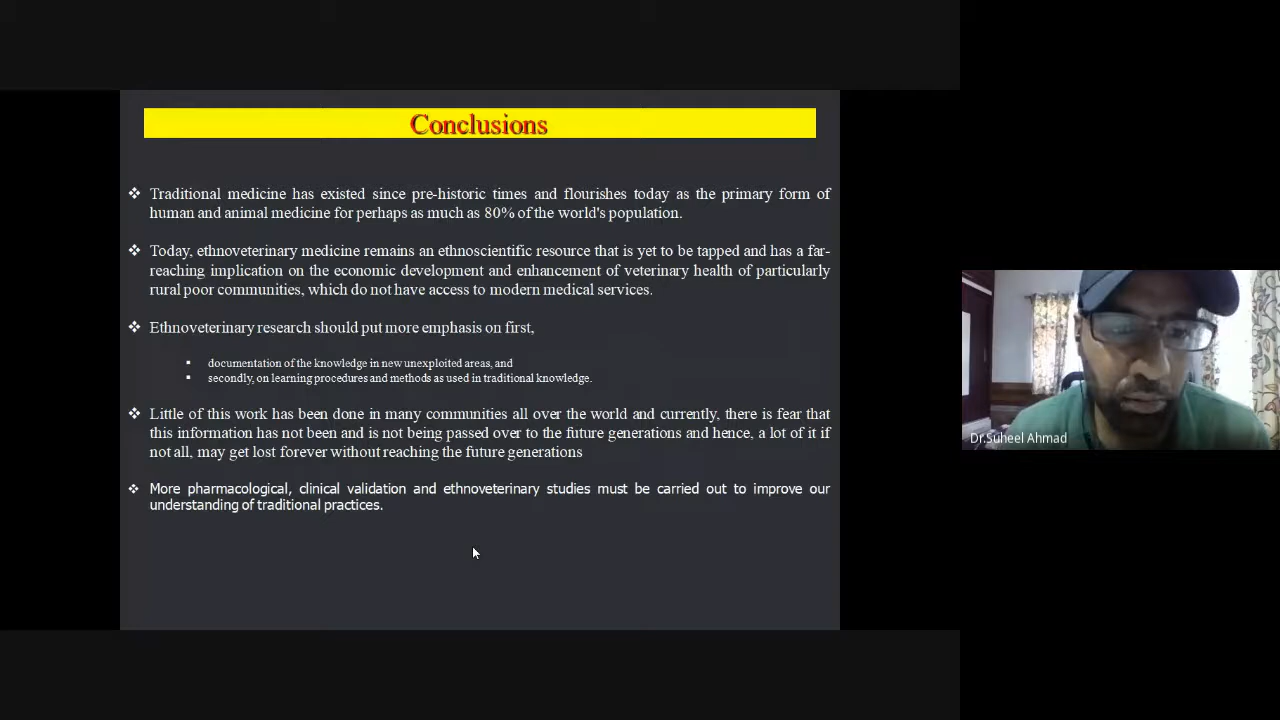 Conclusions
❖ Traditional medicine has existed since pre-historic times and flourishes today as the primary form of
human and animal medicine for perhaps as much as 80% of the world's population.
❖ Today, ethnoveterinary medicine remains an ethnoscientific resource that is yet to be tapped and has a far-
reaching implication on the economic development and enhancement of veterinary health of particularly
rural poor communities, which do not have access to modern medical services.
❖ Ethnoveterinary research should put more emphasis on first,
▪ documentation of the knowledge in new unexploited areas, and
▪ secondly, on learning procedures and methods as used in traditional knowledge.
❖ Little of this work has been done in many communities all over the world and currently, there is fear that
this information has not been and is not being passed over to the future generations and hence, a lot of it if
not all, may get lost forever without reaching the future generations
❖ More pharmacological, clinical validation and ethnoveterinary studies must be carried out to improve our
understanding of traditional practices.
Dr.Suheel Ahmad